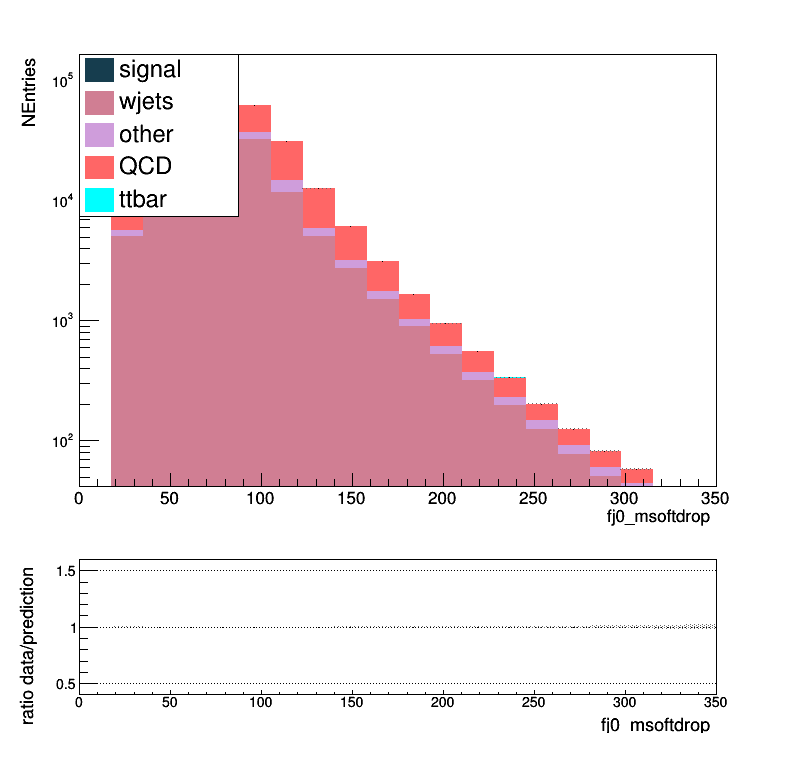 NEntries
signal
wjets
other
QCD
ttbar
10^5
10^4
10^3
10^2
0 50 100 150 200 250 300 350
fj0_msoftdrop
ratio data/prediction
1.5
1
0.5
0 50 100 150 200 250 300 350
fj0_msoftdrop